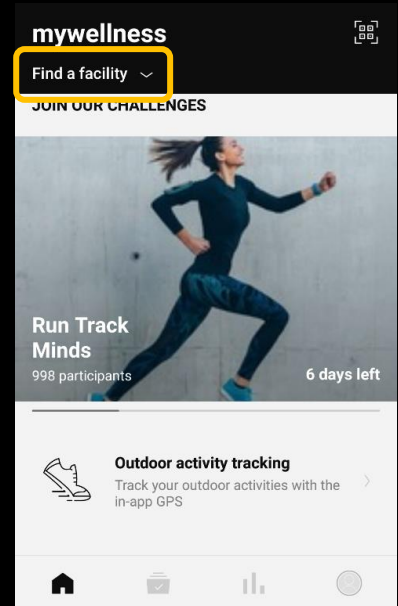 mywellness
Find a facility
JOIN OUR CHALLENGES
Run Track
Minds
998 participants
6 days left
Outdoor activity tracking
Track your outdoor activities with the
in-app GPS